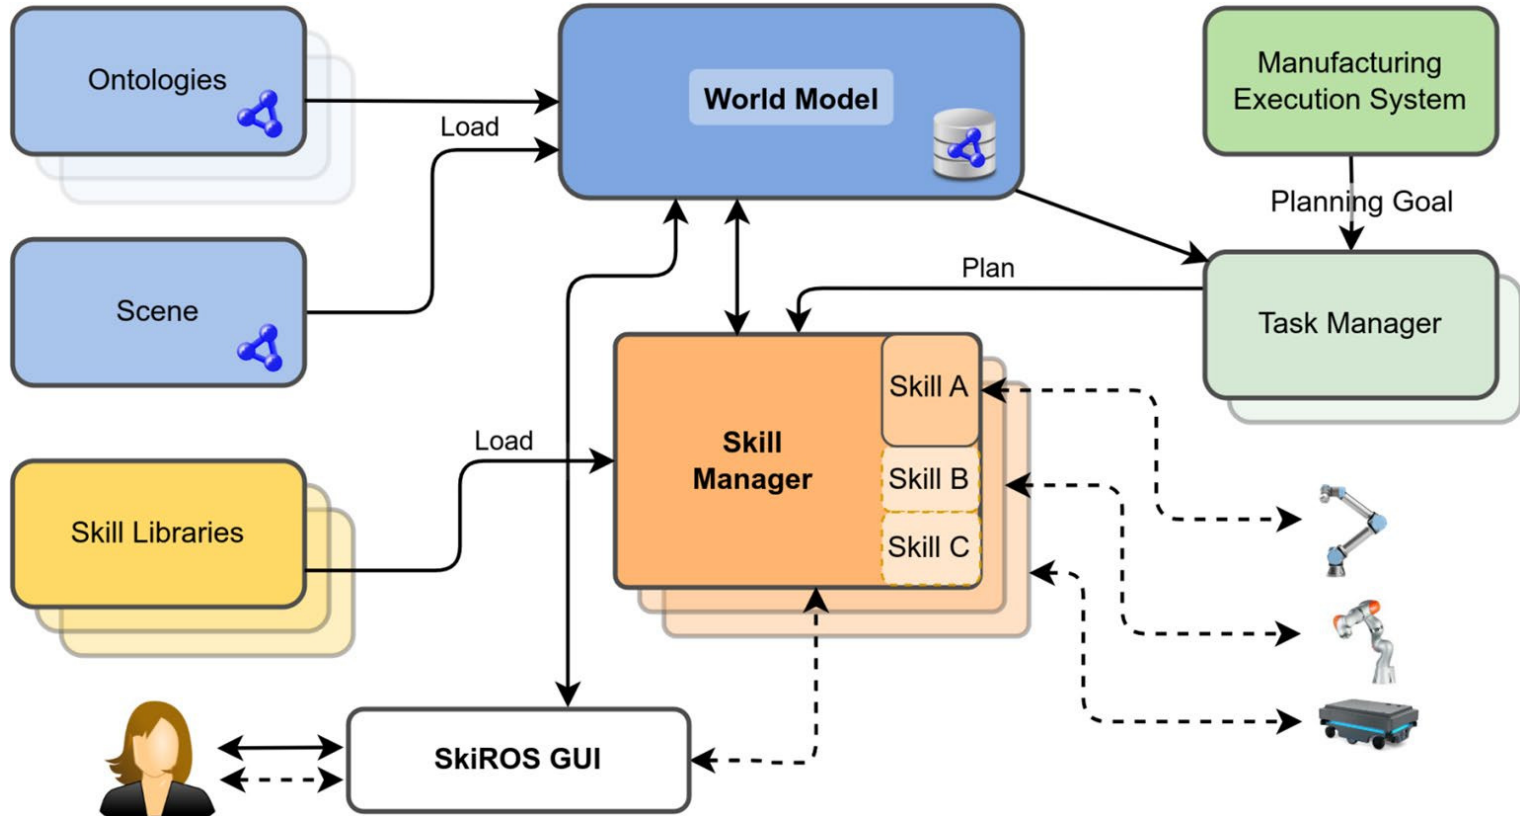 Ontologies
Load
World Model
Manufacturing
Execution System
Planning Goal
Scene
Plan
Task Manager
Skill A
Load
Skill
Manager
Skill B
Skill C
Skill Libraries
SkiROS GUI